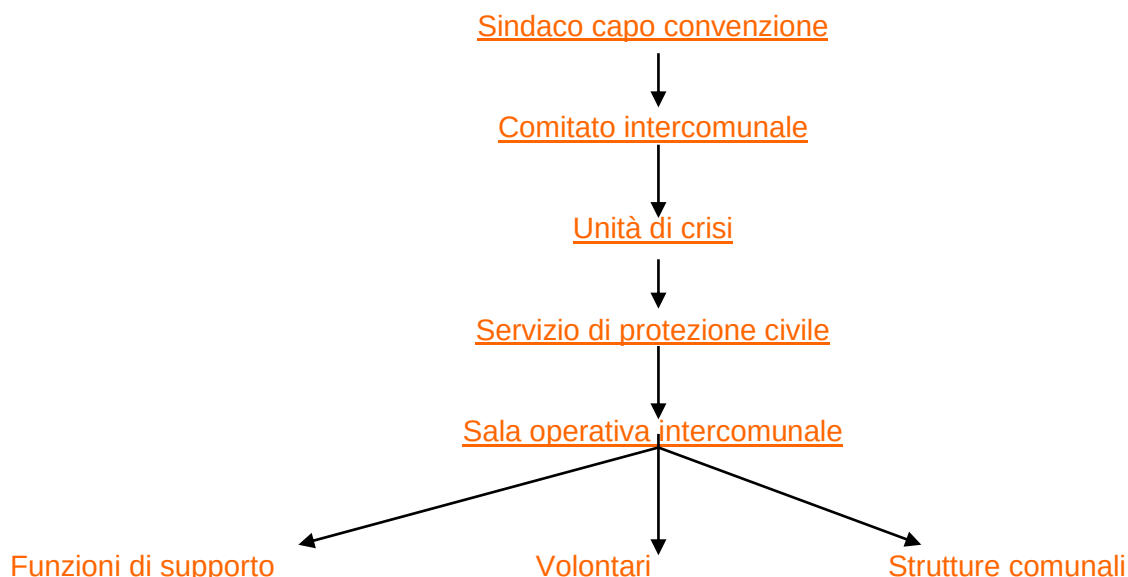 Sindaco capo convenzione
Comitato intercomunale
Unità di crisi
Servizio di protezione civile
Sala operativa intercomunale
Funzioni di supporto Volontari Strutture comunali